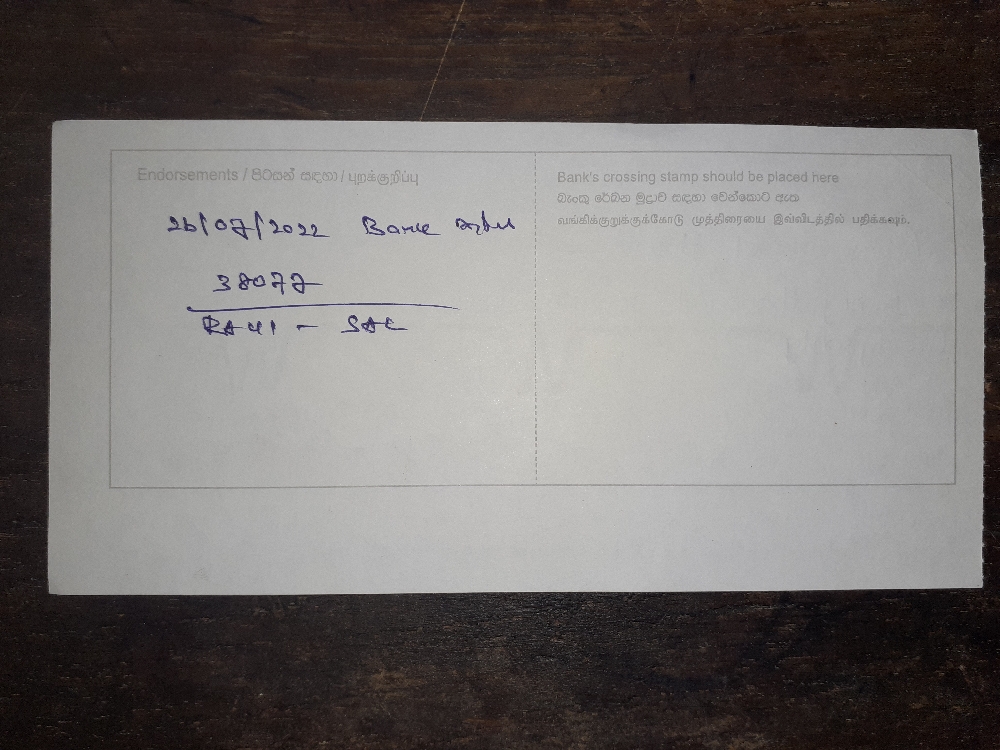 Endorsements / පිටසන් සඳහා / புறக்குறிப்பு
Bank's crossing stamp should be placed here
බැංකු රේඛන මුද්‍රාව සඳහා වෙන්කොට ඇත
வங்கிக்குறுக்குக்கோடு முத்திரையை இவ்விடத்தில் பதிக்கவும்.
26/07/2022 Bank
38077
RAVI - SAC